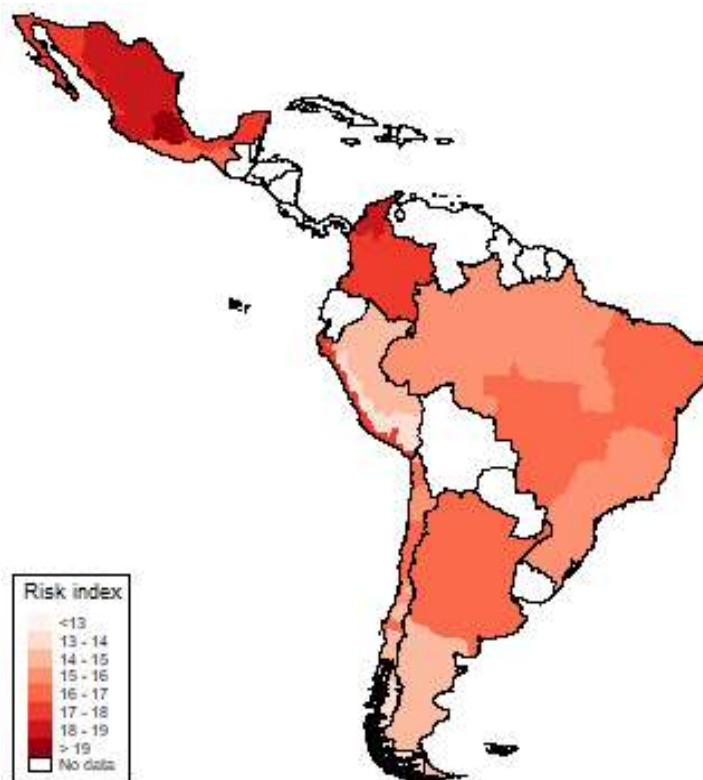 Risk index
<13
13 - 14
14 - 15
15 - 16
16 - 17
17 - 18
18 - 19
> 19
No data